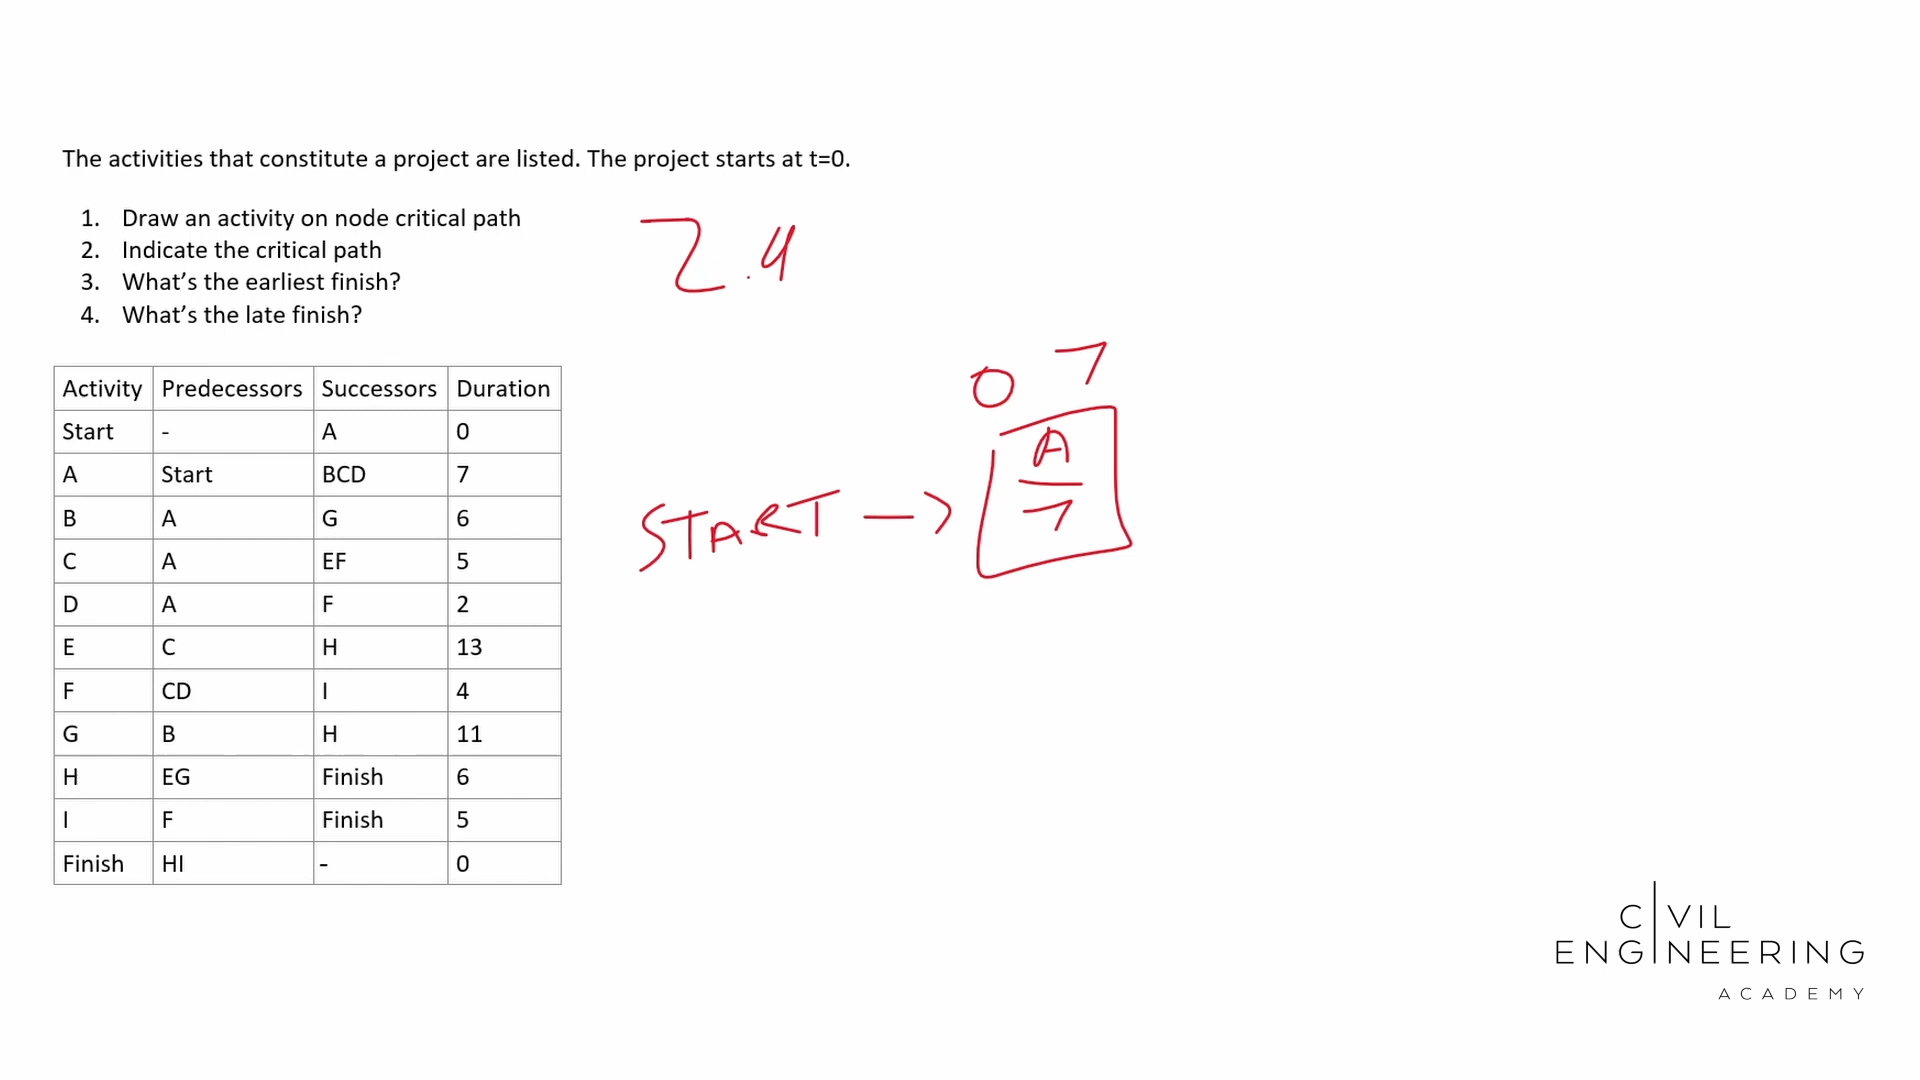 The activities that constitute a project are listed. The project starts at t=0.
1. Draw an activity on node critical path
2. Indicate the critical path
3. What's the earliest finish?
4. What's the late finish?
2.4
Activity Predecessors Successors Duration
Start - A 0
A Start BCD 7
B A G 6
C A EF 5
D A F 2
E C H 13
F CD I 4
G B H 11
H EG Finish 6
I F Finish 5
Finish HI - 0
0 7
A
7
START →
CIVIL
ENGINEERING
ACADEMY